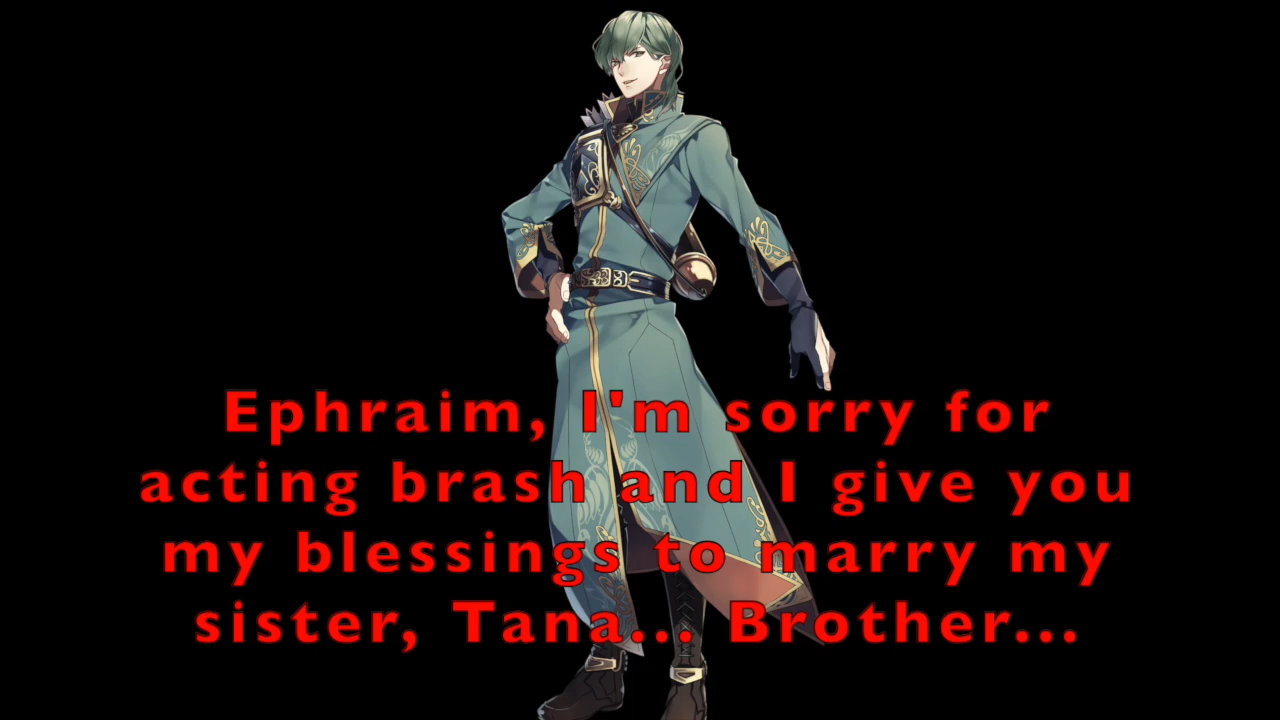 Ephraim, I'm sorry for
acting brash and I give you
my blessings to marry my
sister, Tana... Brother...